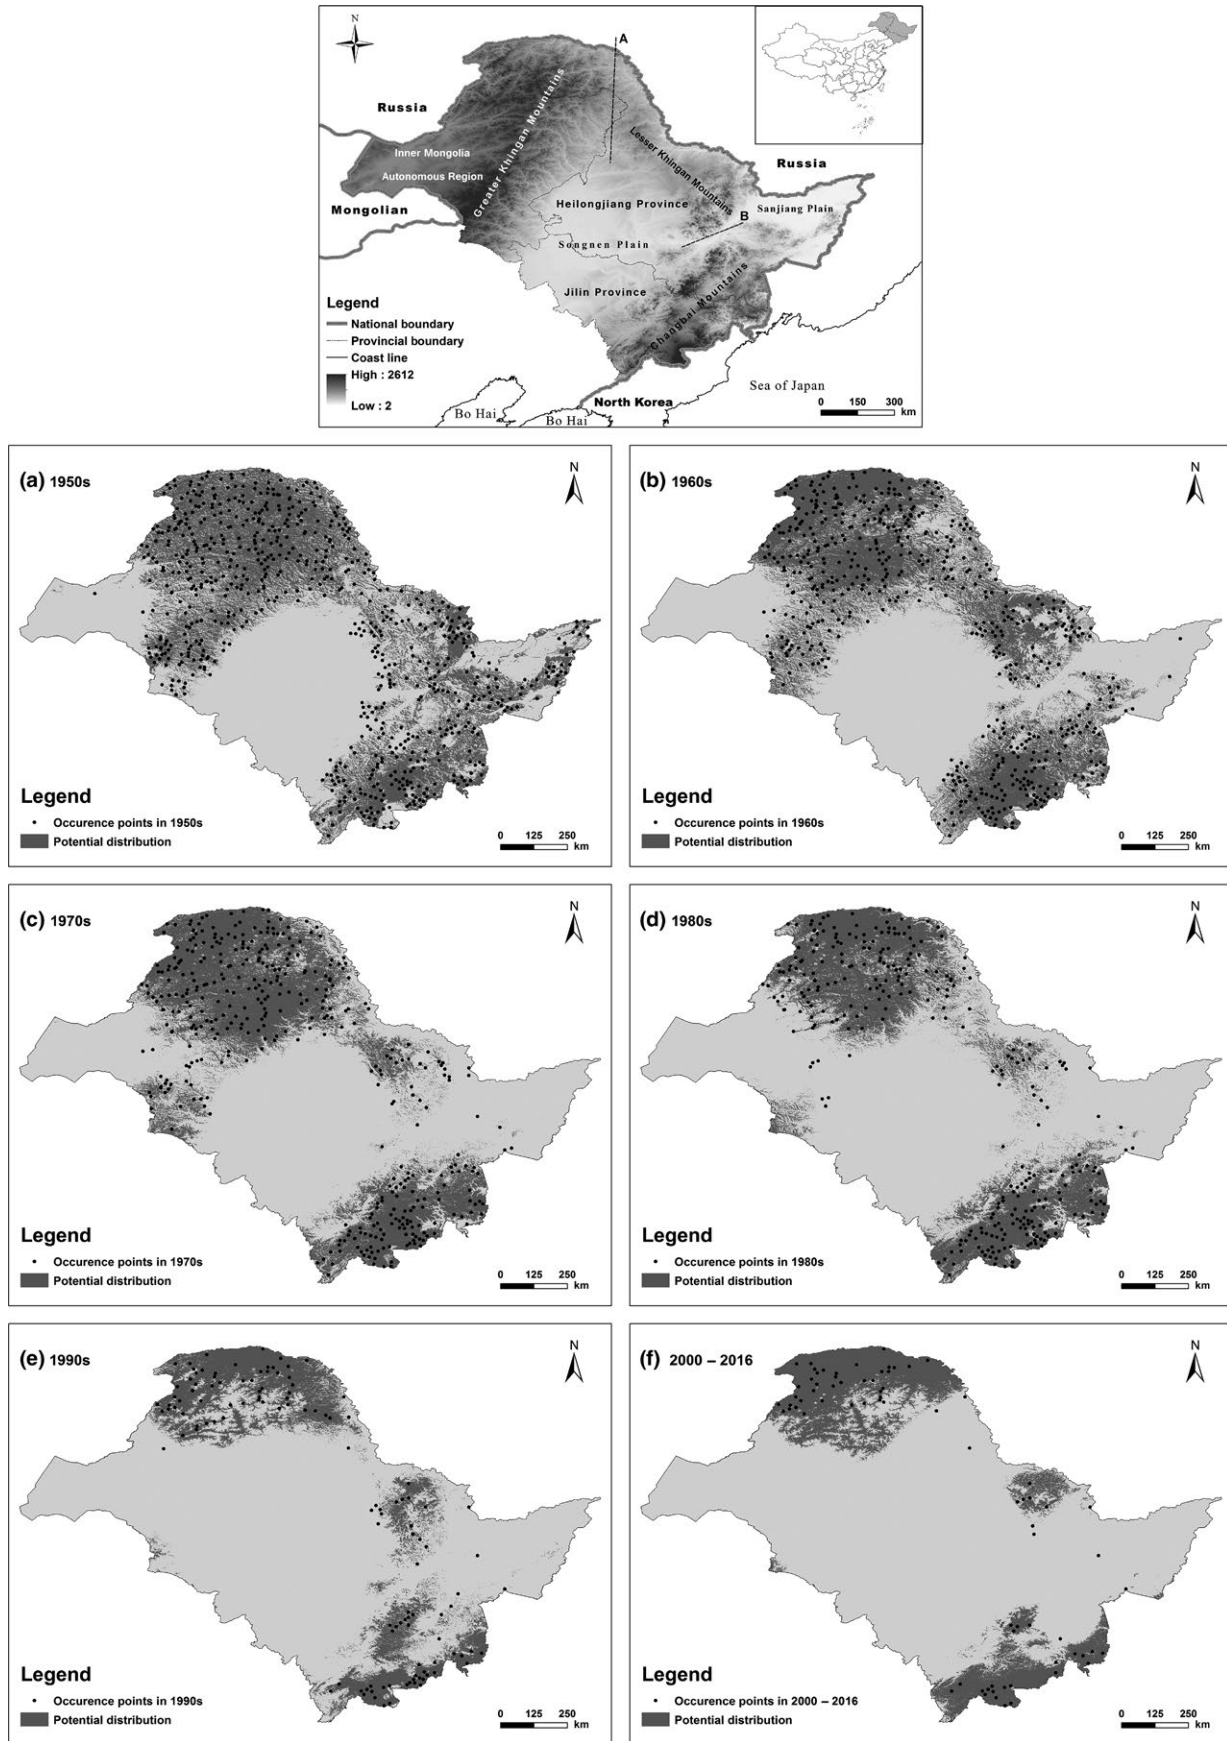 N
A
Russia
Greater Khingan Mountains
Lesser Khingan Mountains
Inner Mongolia
Autonomous Region
Russia
Mongolian
Heilongjiang Province
Sanjiang Plain
B
Songnen Plain
Jilin Province
Changbai Mountains
Legend
National boundary
Provincial boundary
Coast line
High : 2612
Low : 2
Sea of Japan
North Korea
Bo Hai
Bo Hai
0 150 300
km
(a) 1950s
N
Legend
Occurence points in 1950s
Potential distribution
0 125 250
km
(b) 1960s
N
Legend
Occurence points in 1960s
Potential distribution
0 125 250
km
(c) 1970s
N
Legend
Occurence points in 1970s
Potential distribution
0 125 250
km
(d) 1980s
N
Legend
Occurence points in 1980s
Potential distribution
0 125 250
km
(e) 1990s
N
Legend
Occurence points in 1990s
Potential distribution
0 125 250
km
(f) 2000 – 2016
N
Legend
Occurence points in 2000 – 2016
Potential distribution
0 125 250
km